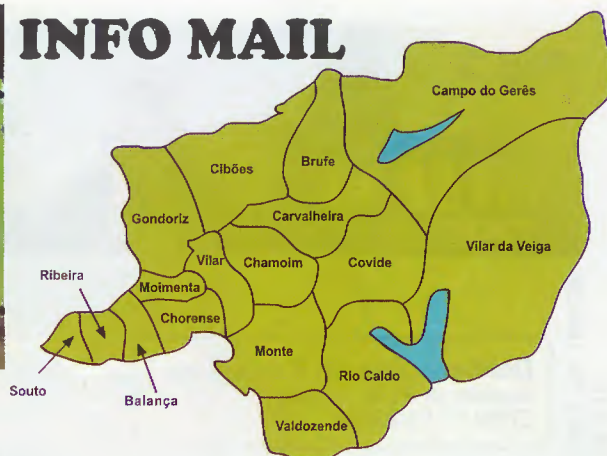 INFO MAIL
Campo do Gerês
Brufe
Cibões
Carvalheira
Gondoriz
Vilar da Veiga
Vilar
Chamoim
Covide
Ribeira
Moimenta
Chorense
Monte
Rio Caldo
Souto
Balança
Valdozende